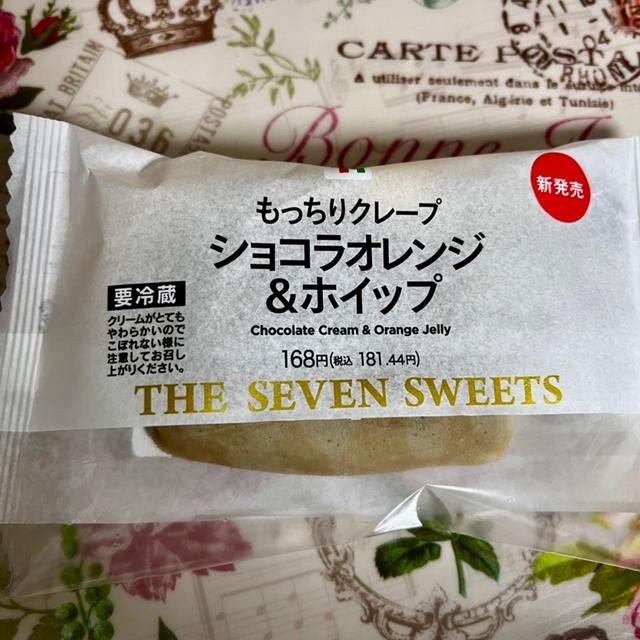 CARTE POST
A utiliser seulement dans le
(France, Algérie et Tunisie)
BRITAIN
036
Bonne
新発売
もっちりクレープ
ショコラオレンジ
&ホイップ
Chocolate Cream & Orange Jelly
168円(税込 181.44円)
要冷蔵
クリームがとても
やわらかいので
こぼれない様に
注意してお召し
上がりください。
THE SEVEN SWEETS